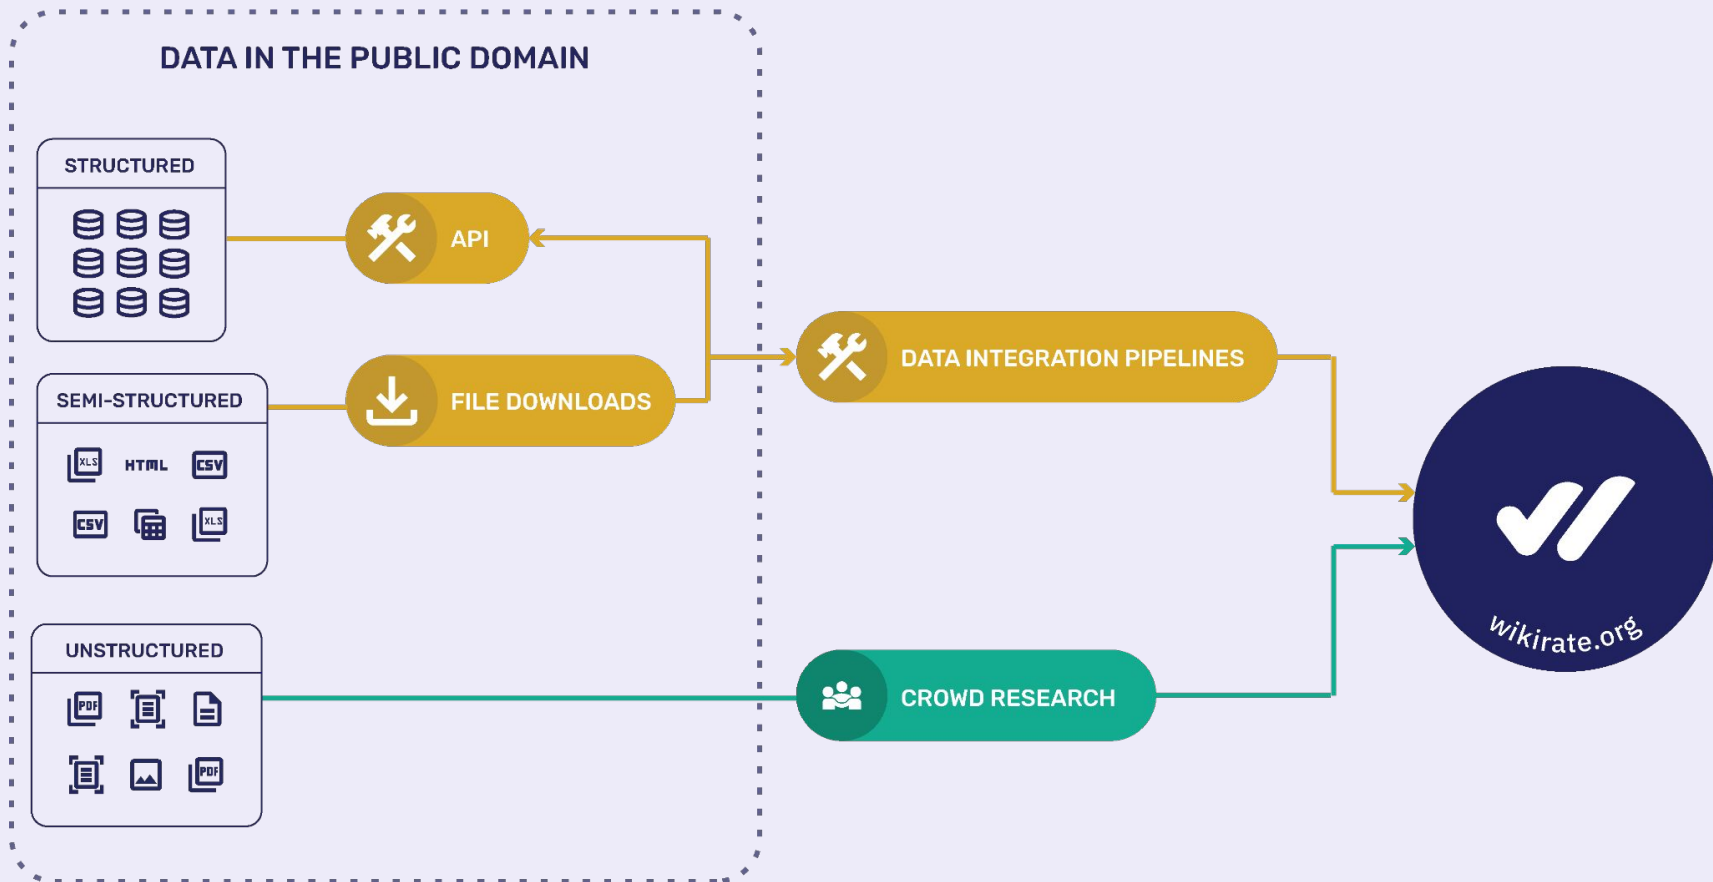 DATA IN THE PUBLIC DOMAIN
STRUCTURED
API
SEMI-STRUCTURED
FILE DOWNLOADS
XLS HTML CSV
CSV XLS
DATA INTEGRATION PIPELINES
UNSTRUCTURED
PDF
PDF
CROWD RESEARCH
wikirate.org